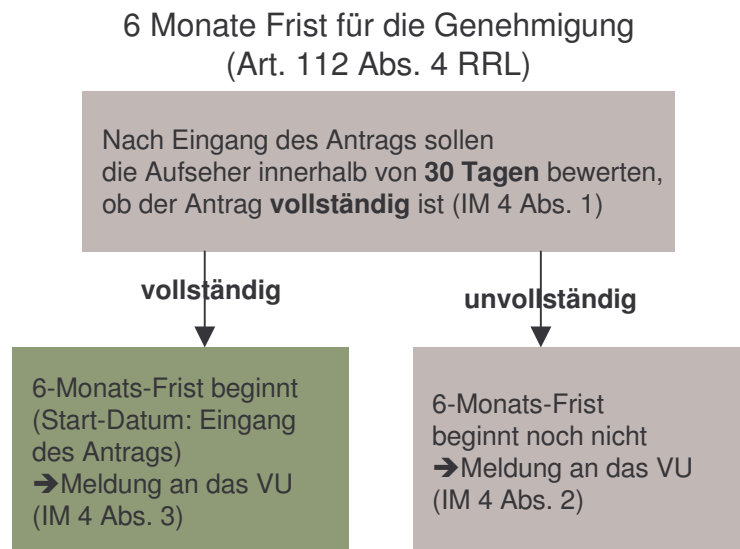 6 Monate Frist für die Genehmigung
(Art. 112 Abs. 4 RRL)
Nach Eingang des Antrags sollen
die Aufseher innerhalb von 30 Tagen bewerten,
ob der Antrag vollständig ist (IM 4 Abs. 1)
vollständig
unvollständig
6-Monats-Frist beginnt
(Start-Datum: Eingang
des Antrags)
➔Meldung an das VU
(IM 4 Abs. 3)
6-Monats-Frist
beginnt noch nicht
➔Meldung an das VU
(IM 4 Abs. 2)